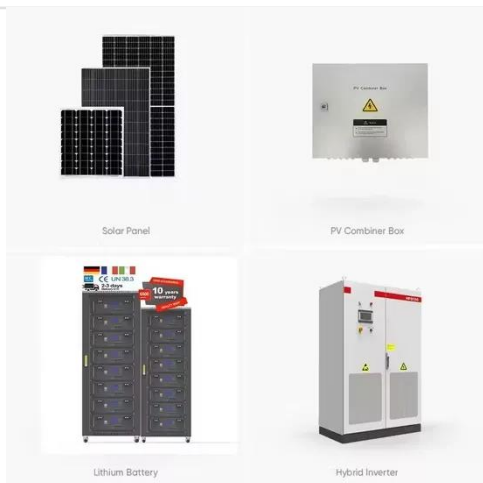 PV Combiner Box
Solar Panel
PV Combiner Box
CE UN38.3
2-3 days
10 years
warranty
Lithium Battery
Hybrid Inverter